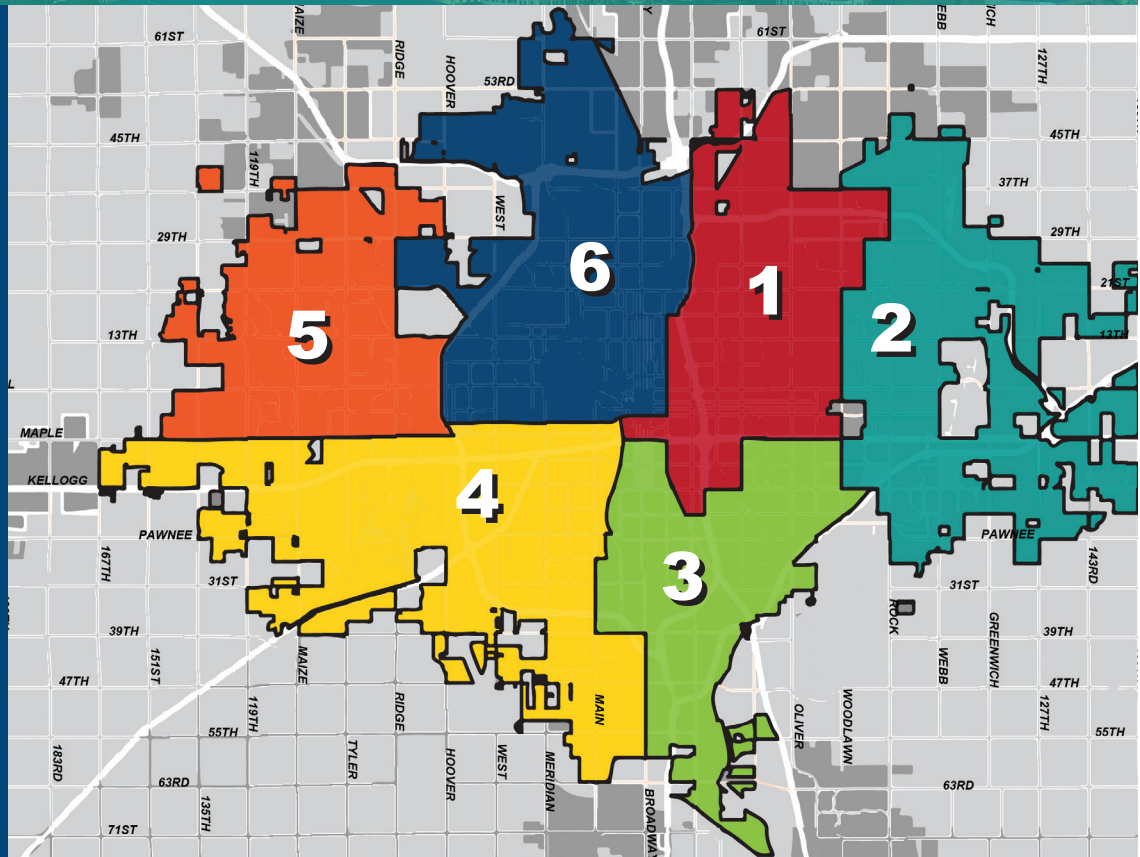 AIZE
61ST
RIDGE
HOOVER
53RD
Y
61ST
EBB
ICH
127TH
45TH
119TH
WEST
45TH
37TH
29TH
29TH
6
1
21ST
5
2
13TH
13TH
L
MAPLE
KELLOGG
4
PAWNEE
PAWNEE
167TH
31ST
3
143RD
31ST
ROCK
39TH
GREENWICH
39TH
151ST
MAIZE
WEBB
47TH
47TH
119TH
RIDGE
MAIN
OLIVER
WOODLAWN
127TH
55TH
55TH
183RD
TYLER
HOOVER
WEST
MERIDIAN
63RD
63RD
135TH
BROADWAY
71ST